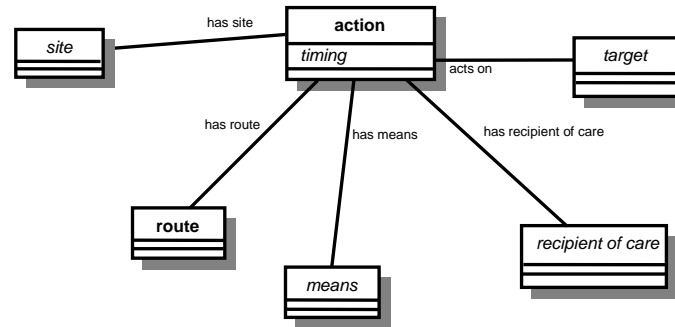 has site
action
site
timing
target
acts on
has route
has means
has recipient of care
route
recipient of care
means